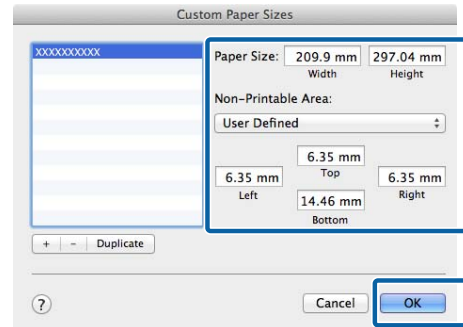 Custom Paper Sizes
XXXXXXXXXX
Paper Size: 209.9 mm 297.04 mm
Width Height
Non-Printable Area:
User Defined
6.35 mm
Top
6.35 mm 6.35 mm
Left Right
14.46 mm
Bottom
+ - Duplicate
? Cancel OK